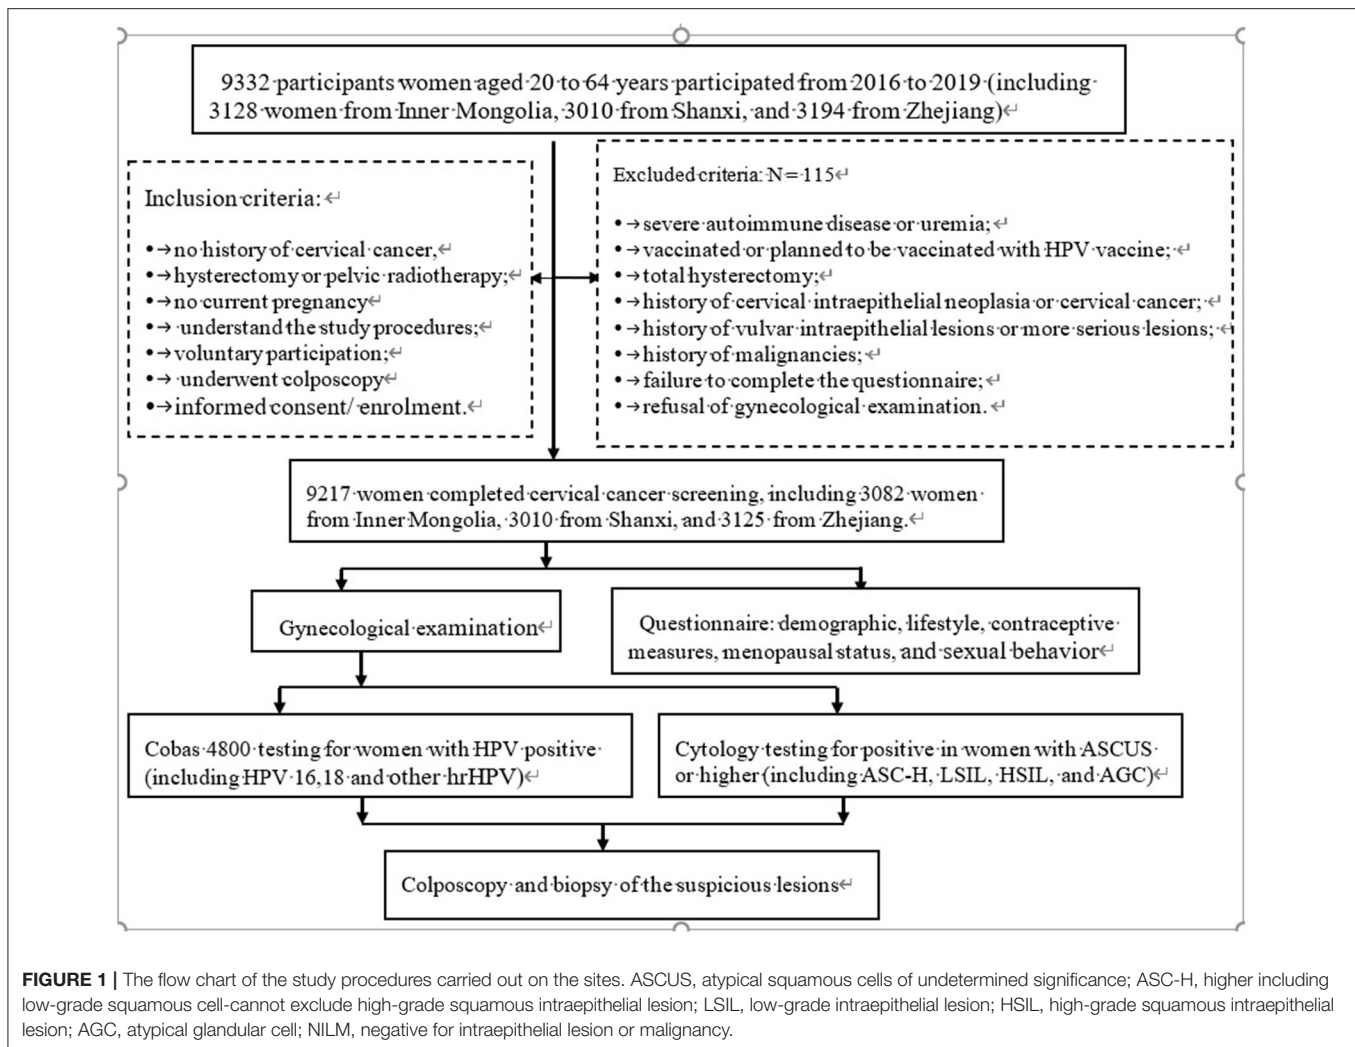 9332 participants women aged 20 to 64 years participated from 2016 to 2019 (including
3128 women from Inner Mongolia, 3010 from Shanxi, and 3194 from Zhejiang)↵
Inclusion criteria: ↵
•→no history of cervical cancer,↵
•→hysterectomy or pelvic radiotherapy;↵
•→no current pregnancy↵
•→ understand the study procedures;↵
•→voluntary participation;↵
•→ underwent colposcopy↵
•→informed consent/ enrolment.↵
Excluded criteria: N= 115↵
•→severe autoimmune disease or uremia;↵
•→vaccinated or planned to be vaccinated with HPV vaccine; ↵
•→total hysterectomy;↵
•→history of cervical intraepithelial neoplasia or cervical cancer; ↵
•→history of vulvar intraepithelial lesions or more serious lesions; ↵
•→history of malignancies; ↵
•→failure to complete the questionnaire; ↵
•→refusal of gynecological examination. ↵
9217 women completed cervical cancer screening, including 3082 women
from Inner Mongolia, 3010 from Shanxi, and 3125 from Zhejiang.↵
Gynecological examination↵
Questionnaire: demographic, lifestyle, contraceptive
measures, menopausal status, and sexual behavior↵
Cobas 4800 testing for women with HPV positive
(including HPV 16,18 and other hrHPV)↵
Cytology testing for positive in women with ASCUS
or higher (including ASC-H, LSIL, HSIL, and AGC)↵
Colposcopy and biopsy of the suspicious lesions↵
FIGURE 1 | The flow chart of the study procedures carried out on the sites. ASCUS, atypical squamous cells of undetermined significance; ASC-H, higher including
low-grade squamous cell-cannot exclude high-grade squamous intraepithelial lesion; LSIL, low-grade intraepithelial lesion; HSIL, high-grade squamous intraepithelial
lesion; AGC, atypical glandular cell; NILM, negative for intraepithelial lesion or malignancy.